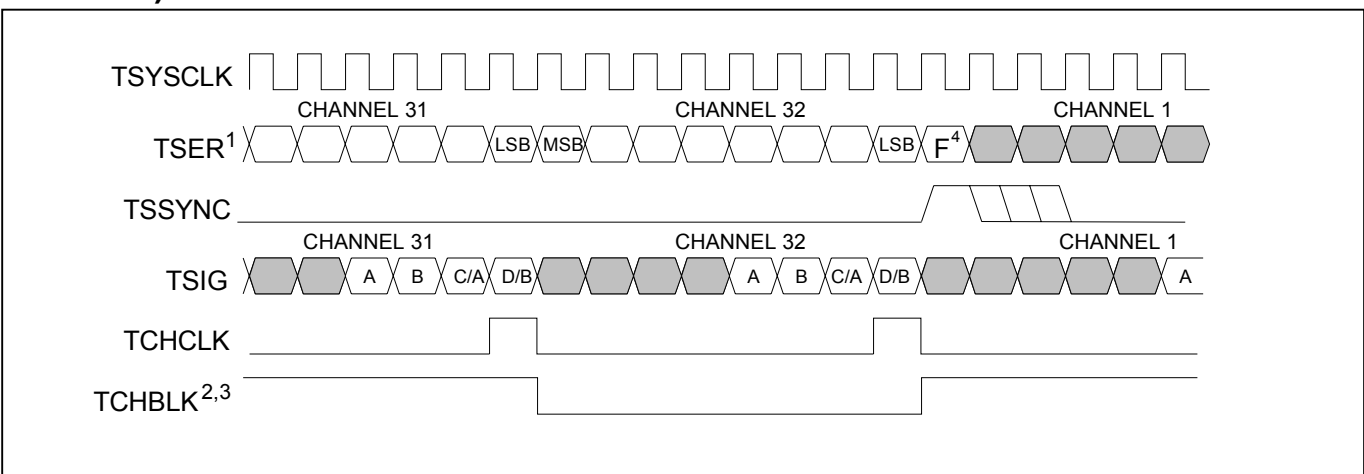 TSYSCLK
CHANNEL 31 CHANNEL 32 CHANNEL 1
TSER1 LSB MSB LSB F4
TSSYNC
CHANNEL 31 CHANNEL 32 CHANNEL 1
TSIG A B C/A D/B A B C/A D/B A
TCHCLK
TCHBLK2,3